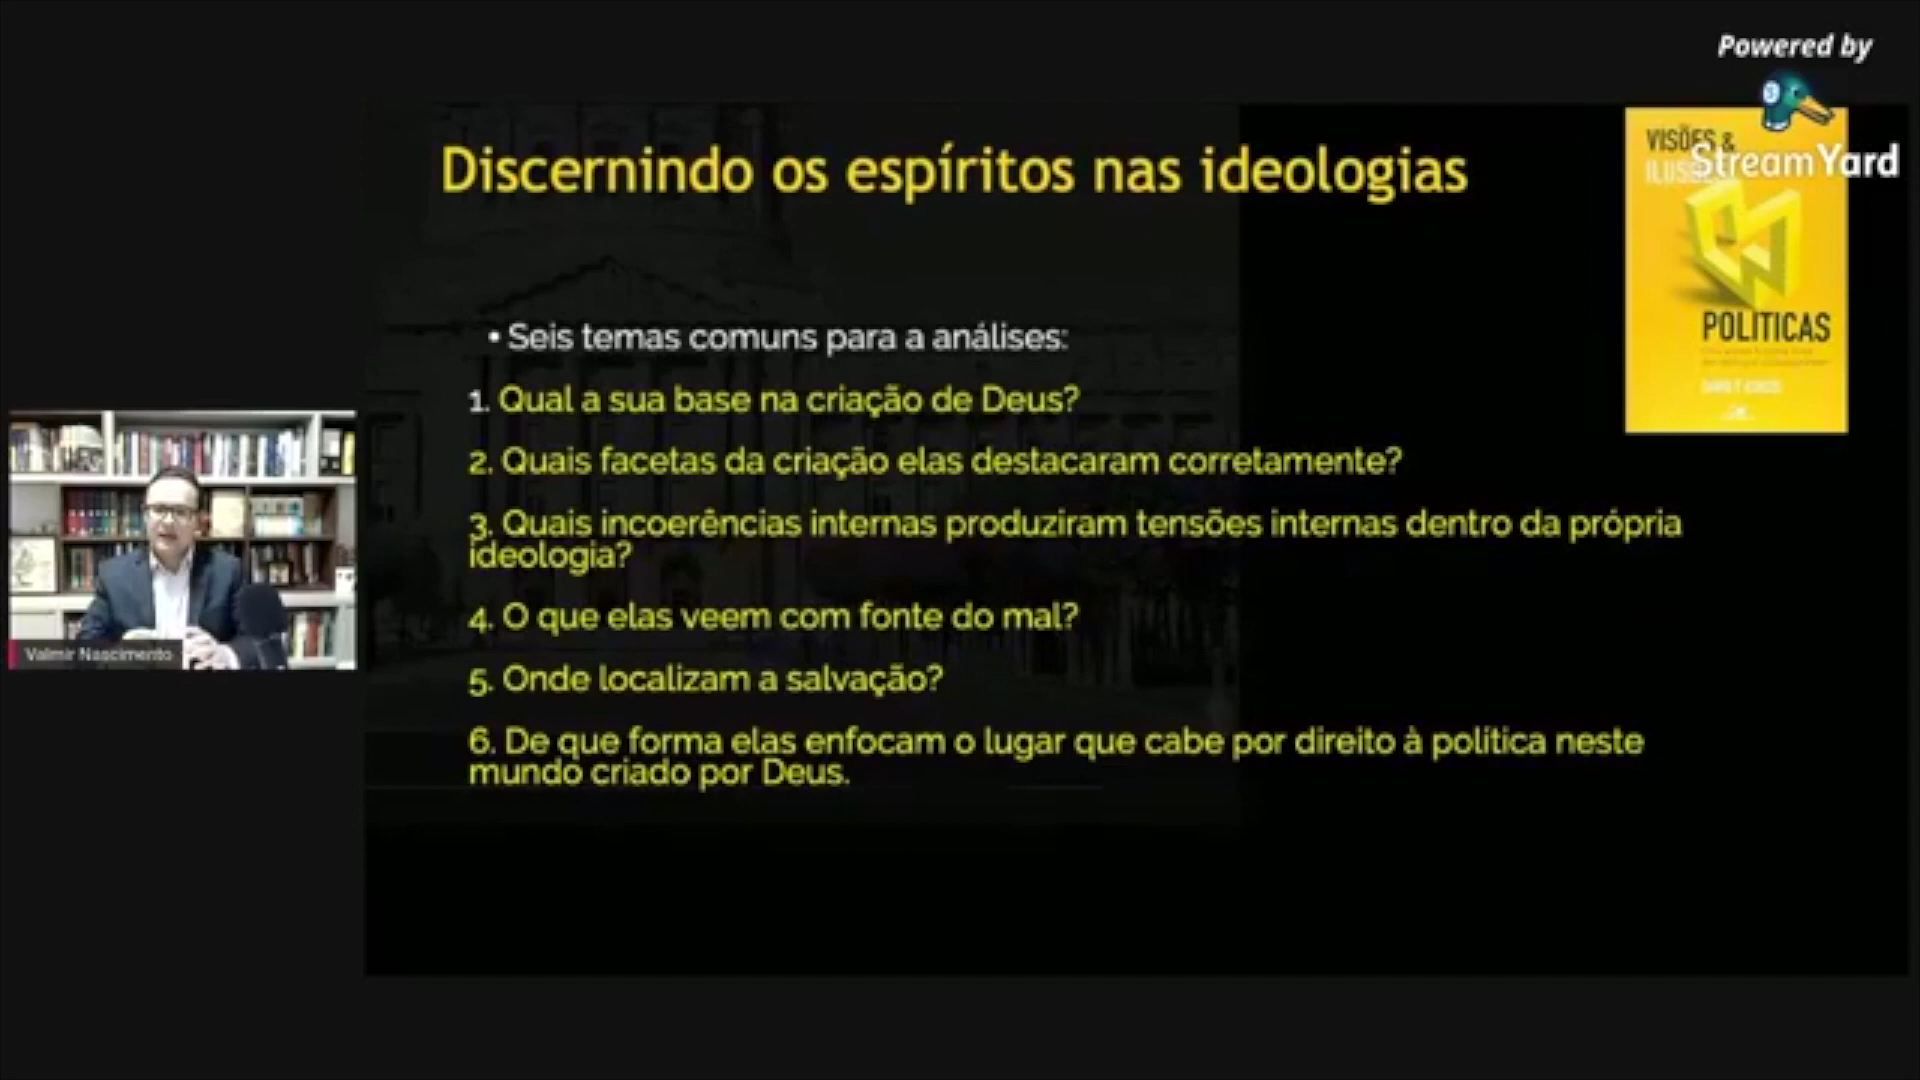 Powered by
StreamYard
Discernindo os espíritos nas ideologias
VISÕES &
POLÍTICAS
• Seis temas comuns para a análises:
1. Qual a sua base na criação de Deus?
2. Quais facetas da criação elas destacaram corretamente?
3. Quais incoerências internas produziram tensões internas dentro da própria
ideologia?
4. O que elas veem com fonte do mal?
5. Onde localizam a salvação?
6. De que forma elas enfocam o lugar que cabe por direito à política neste
mundo criado por Deus.
Valmir Nascimento